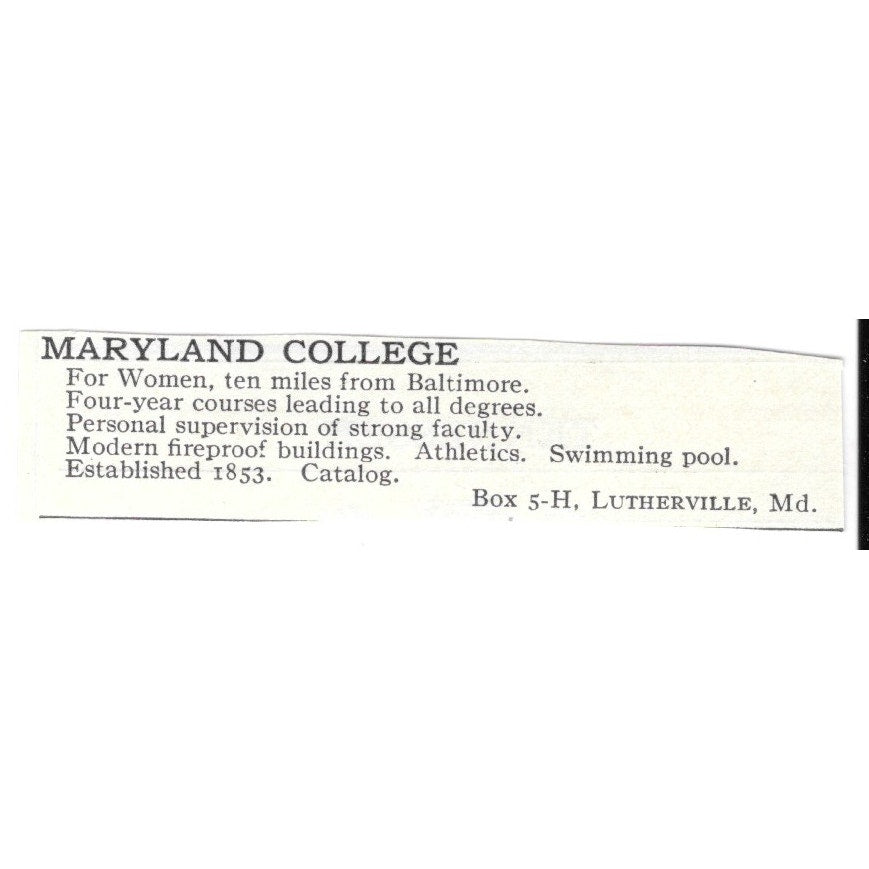 MARYLAND COLLEGE
For Women, ten miles from Baltimore.
Four-year courses leading to all degrees.
Personal supervision of strong faculty.
Modern fireproof buildings. Athletics. Swimming pool.
Established 1853. Catalog.
Box 5-H, LUTHERVILLE, Md.